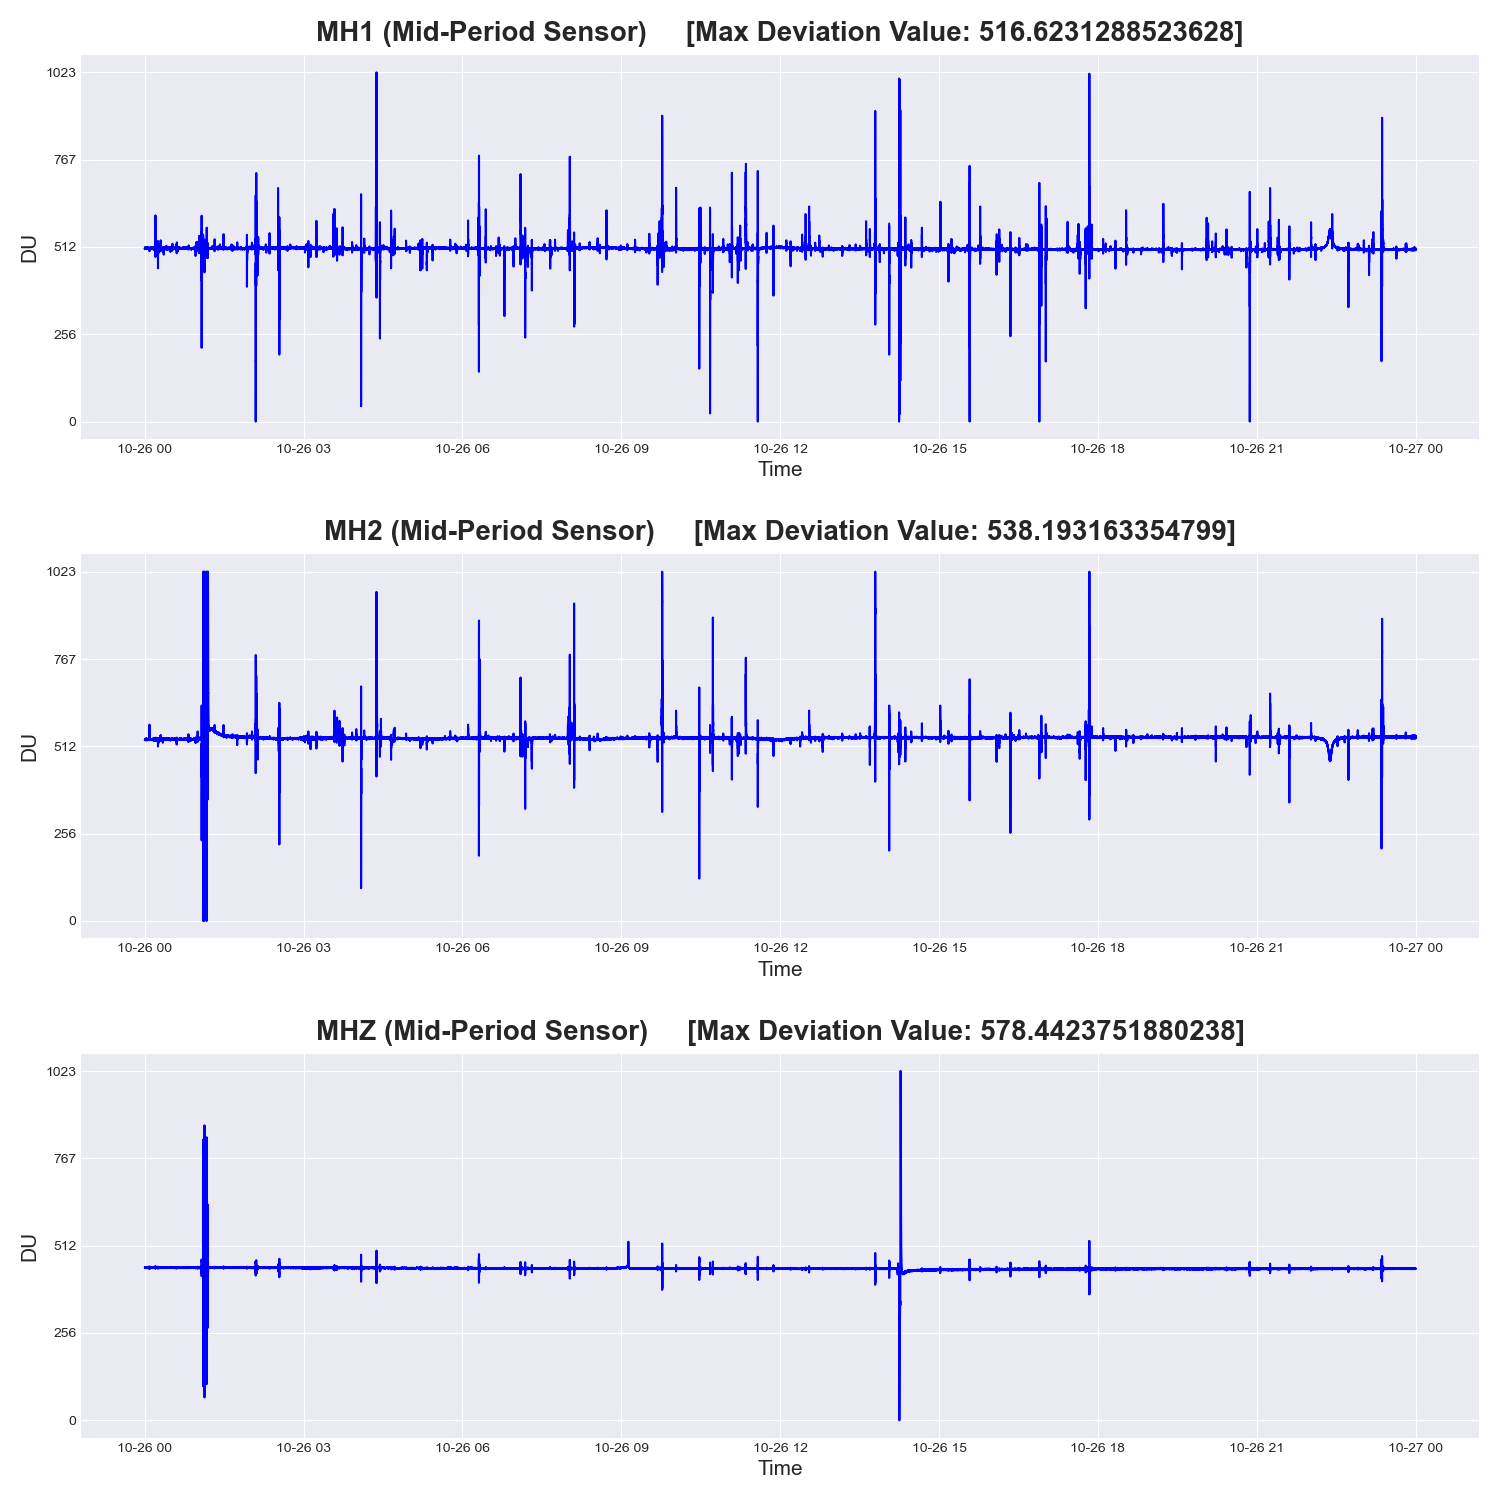 MH1 (Mid-Period Sensor) [Max Deviation Value: 516.6231288523628]
1023
767
512
256
0
DU
10-26 00 10-26 03 10-26 06 10-26 09 10-26 12 10-26 15 10-26 18 10-26 21 10-27 00
Time
MH2 (Mid-Period Sensor) [Max Deviation Value: 538.193163354799]
1023
767
512
256
0
DU
10-26 00 10-26 03 10-26 06 10-26 09 10-26 12 10-26 15 10-26 18 10-26 21 10-27 00
Time
MHZ (Mid-Period Sensor) [Max Deviation Value: 578.4423751880238]
1023
767
512
256
0
DU
10-26 00 10-26 03 10-26 06 10-26 09 10-26 12 10-26 15 10-26 18 10-26 21 10-27 00
Time